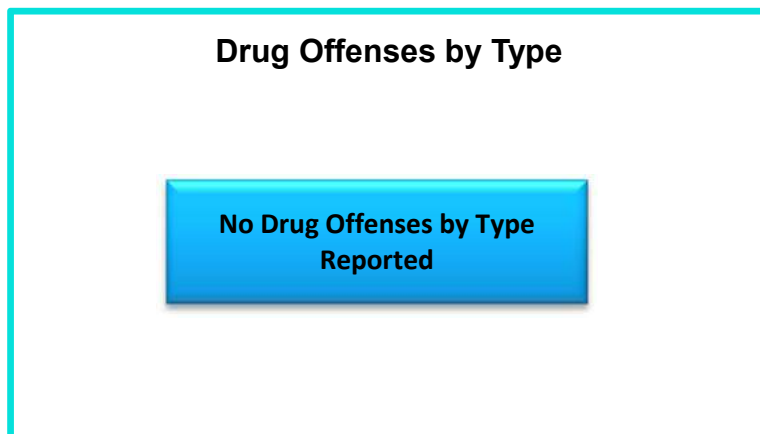 Drug Offenses by Type
No Drug Offenses by Type
Reported